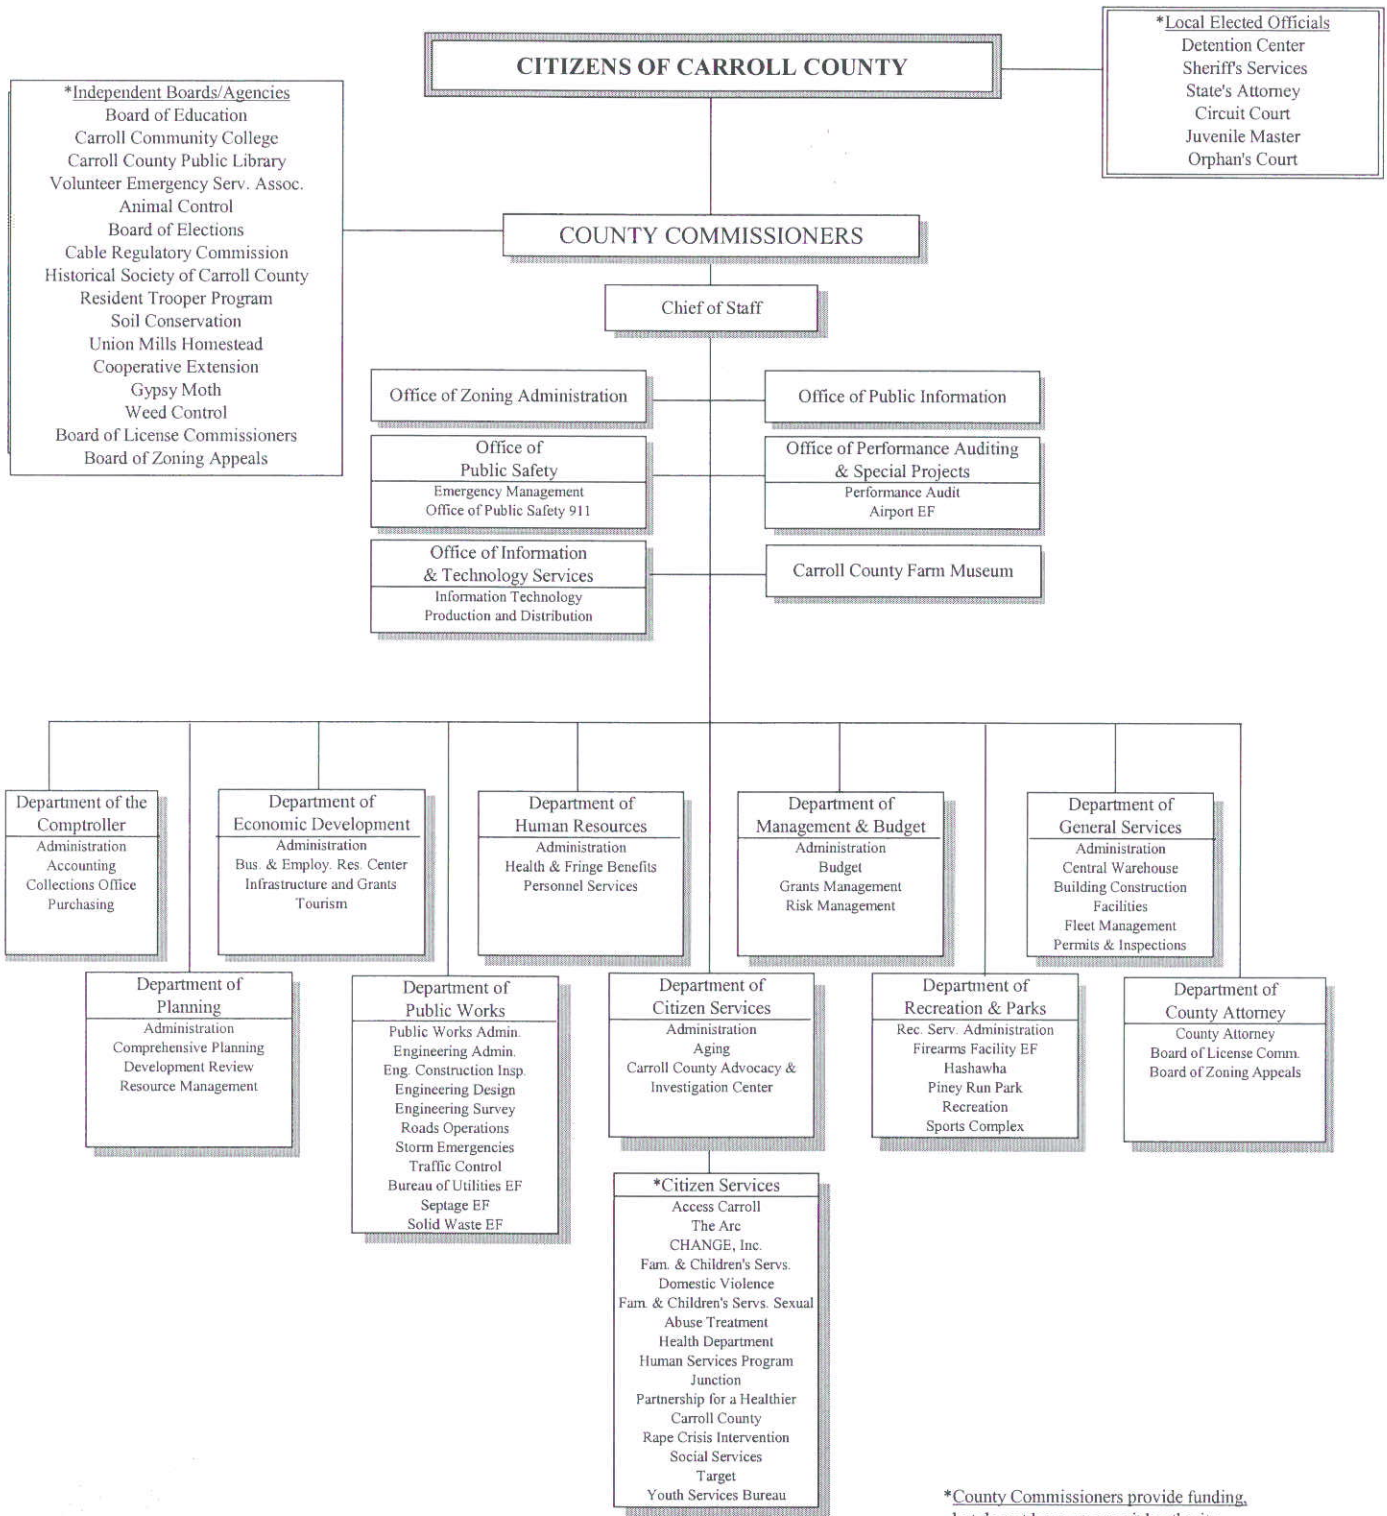 CITIZENS OF CARROLL COUNTY
*Local Elected Officials
Detention Center
Sheriff's Services
State's Attorney
Circuit Court
Juvenile Master
Orphan's Court
*Independent Boards/Agencies
Board of Education
Carroll Community College
Carroll County Public Library
Volunteer Emergency Serv. Assoc.
Animal Control
Board of Elections
Cable Regulatory Commission
Historical Society of Carroll County
Resident Trooper Program
Soil Conservation
Union Mills Homestead
Cooperative Extension
Gypsy Moth
Weed Control
Board of License Commissioners
Board of Zoning Appeals
COUNTY COMMISSIONERS
Chief of Staff
Office of Zoning Administration
Office of Public Information
Office of
Public Safety
Emergency Management
Office of Public Safety 911
Office of Performance Auditing
& Special Projects
Performance Audit
Airport EF
Office of Information
& Technology Services
Information Technology
Production and Distribution
Carroll County Farm Museum
Department of the
Comptroller
Administration
Accounting
Collections Office
Purchasing
Department of
Economic Development
Administration
Bus. & Employ. Res. Center
Infrastructure and Grants
Tourism
Department of
Human Resources
Administration
Health & Fringe Benefits
Personnel Services
Department of
Management & Budget
Administration
Budget
Grants Management
Risk Management
Department of
General Services
Administration
Central Warehouse
Building Construction
Facilities
Fleet Management
Permits & Inspections
Department of
Planning
Administration
Comprehensive Planning
Development Review
Resource Management
Department of
Public Works
Public Works Admin.
Engineering Admin.
Eng. Construction Insp.
Engineering Design
Engineering Survey
Roads Operations
Storm Emergencies
Traffic Control
Bureau of Utilities EF
Septage EF
Solid Waste EF
Department of
Citizen Services
Administration
Aging
Carroll County Advocacy &
Investigation Center
Department of
Recreation & Parks
Rec. Serv. Administration
Firearms Facility EF
Hashawha
Piney Run Park
Recreation
Sports Complex
Department of
County Attorney
County Attorney
Board of License Comm.
Board of Zoning Appeals
*Citizen Services
Access Carroll
The Arc
CHANGE, Inc.
Fam. & Children's Servs.
Domestic Violence
Fam. & Children's Servs. Sexual
Abuse Treatment
Health Department
Human Services Program
Junction
Partnership for a Healthier
Carroll County
Rape Crisis Intervention
Social Services
Target
Youth Services Bureau
*County Commissioners provide funding,